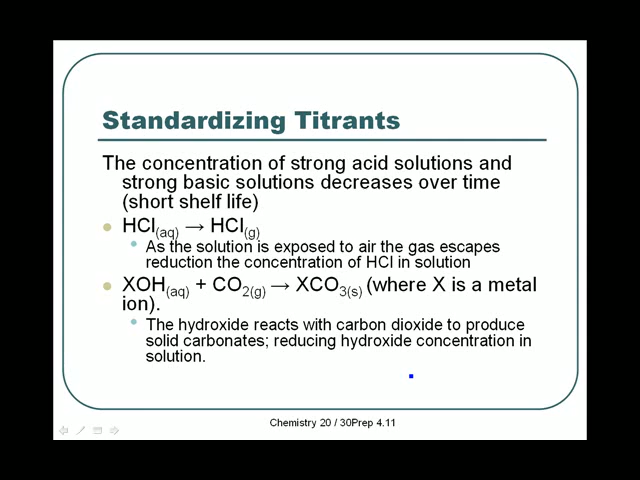 Standardizing Titrants
The concentration of strong acid solutions and
strong basic solutions decreases over time
(short shelf life)
HCl(aq) → HCl(g)
As the solution is exposed to air the gas escapes
reduction the concentration of HCl in solution
XOH(aq) + CO2(g) → XCO3(s) (where X is a metal
ion).
The hydroxide reacts with carbon dioxide to produce
solid carbonates; reducing hydroxide concentration in
solution.
Chemistry 20 / 30Prep 4.11